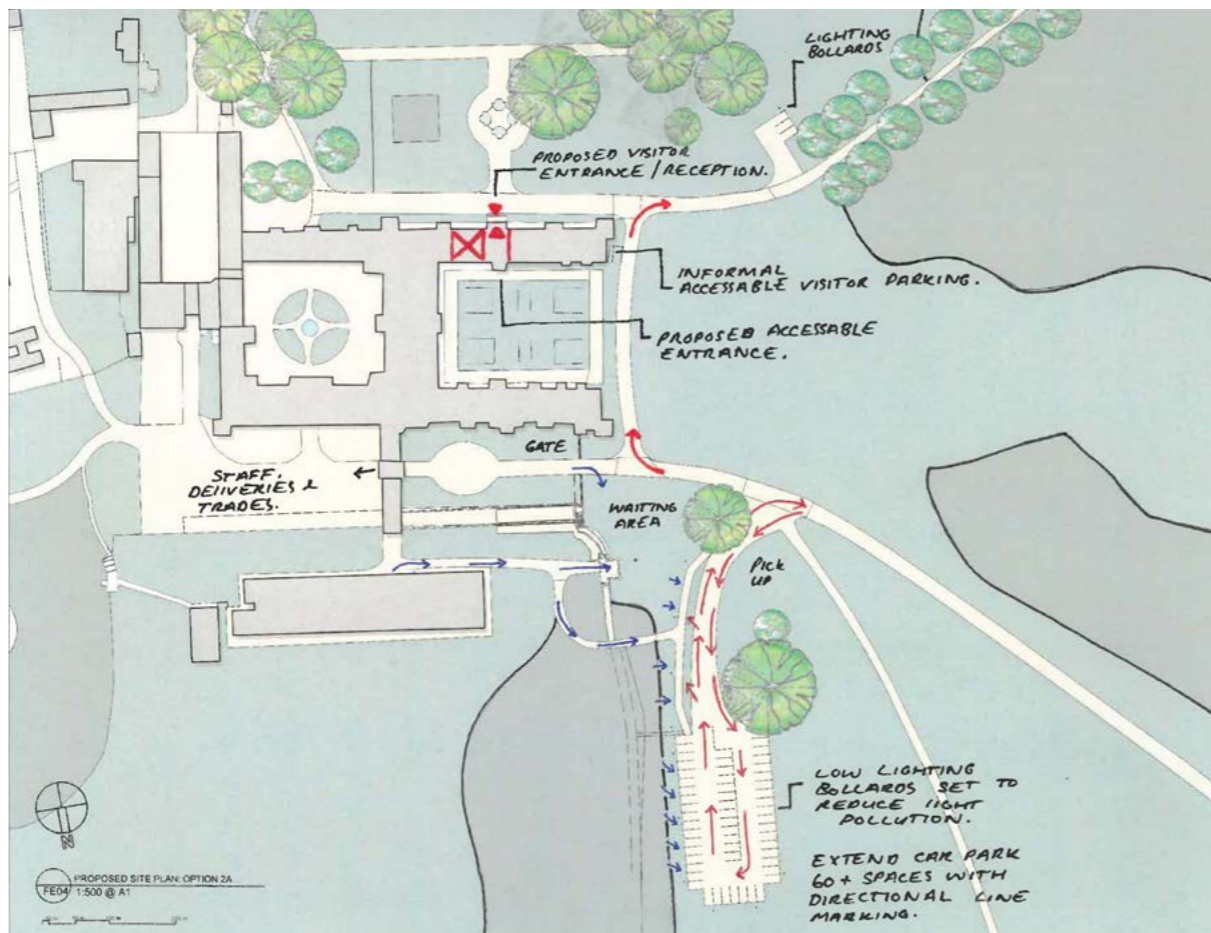 LIGHTING
BOLLARDS
PROPOSED VISITOR
ENTRANCE / RECEPTION.
INFORMAL
ACCESSABLE VISITOR PARKING.
PROPOSED ACCESSABLE
ENTRANCE.
GATE
STAFF.
DELIVERIES &
TRADES.
WAITING
AREA
PICK
UP
LOW LIGHTING
BOLLARDS SET TO
REDUCE LIGHT
POLLUTION.
EXTEND CAR PARK
60+ SPACES WITH
DIRECTIONAL LINE
MARKING.
N
PROPOSED SITE PLAN: OPTION 2A
FE04 1:500 @ A1